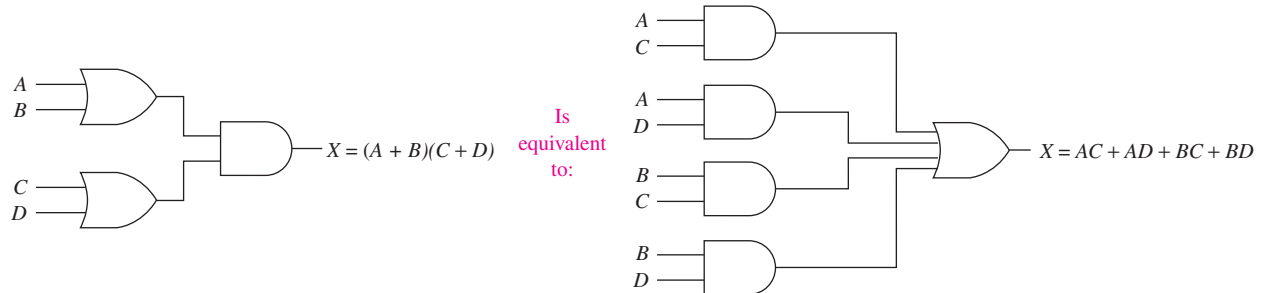 A
B
C
D
X = (A + B)(C + D)
Is
equivalent
to:
A
C
A
D
B
C
B
D
X = AC + AD + BC + BD